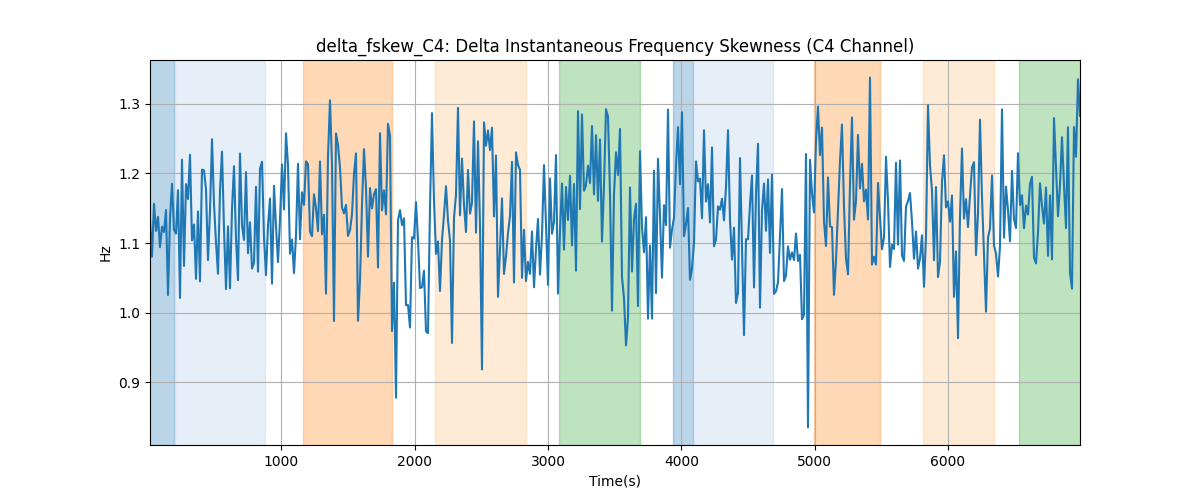 delta_fskew_C4: Delta Instantaneous Frequency Skewness (C4 Channel)
1.3
1.2
1.1
1.0
0.9
Hz
1000 2000 3000 4000 5000 6000
Time(s)